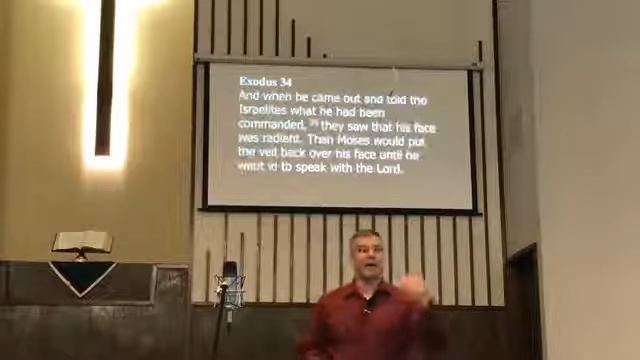 Exodus 34
And when he came out and told the
Israelites what he had been
commanded, 35 they saw that his face
was radiant. Then Moses would put
the veil back over his face until he
went in to speak with the Lord.